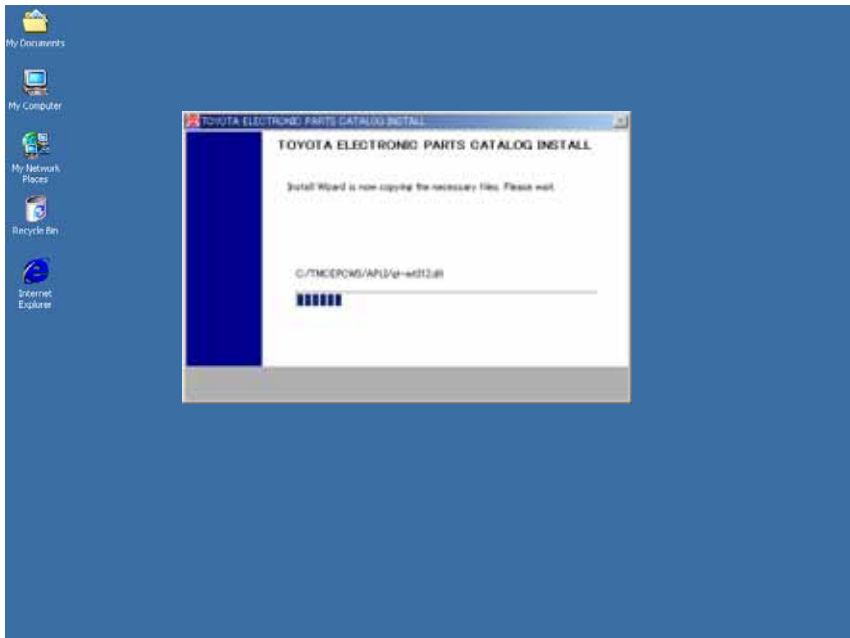 My Documents
My Computer
My Network
Places
Recycle Bin
Internet
Explorer
TOYOTA ELECTRONIC PARTS CATALOG INSTALL
TOYOTA ELECTRONIC PARTS CATALOG INSTALL
Install Wizard is now copying the necessary files. Please wait.